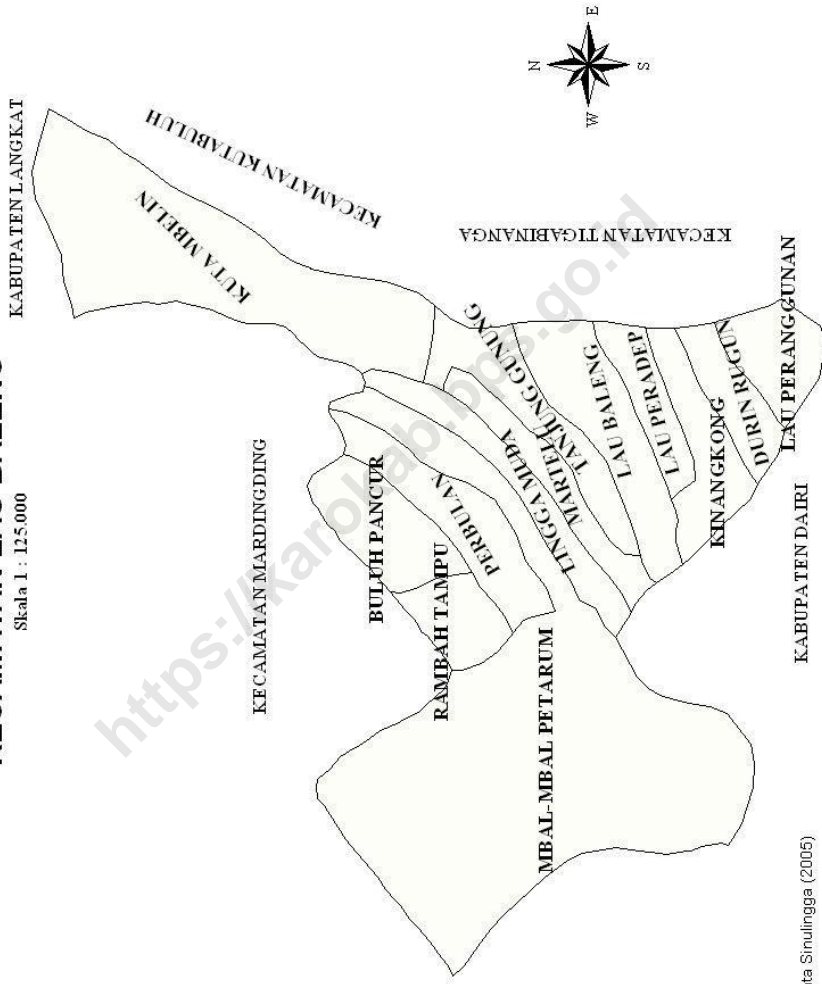 Skala 1 : 125.000
KABUPATEN LANGKAT
KECAMATAN MARDINGDING
KUTA MBELIN
KECAMATAN KUTABULUH
N
E
W
S
BULUH PANCUR
RAMBAH TAMPU
PERBULAN
LINGGA MUDA
MARTELU
TANJUNG GUNUNG
KECAMATAN TIGABINANGA
MBAL-MBAL PETARUM
LAU BALENG
LAU PERADEP
KINANGKONG
DURIN RUGUN
LAU PERANGGUNAN
KABUPATEN DAIRI
ta Sinulingga (2005)
https://karokab.bps.go.id